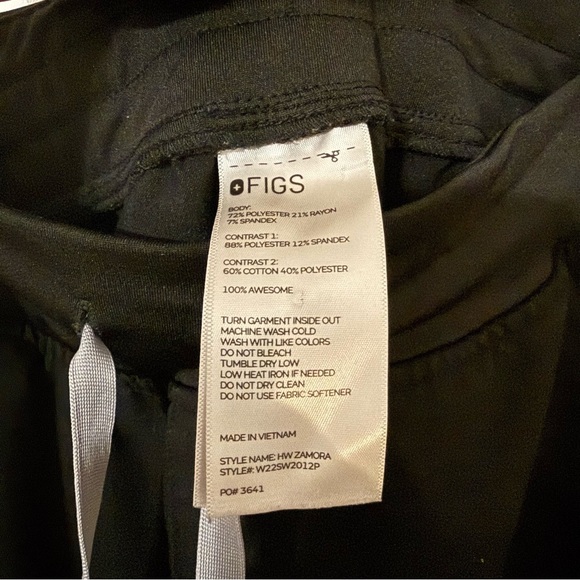 FIGS
BODY:
72% POLYESTER 21% RAYON
7% SPANDEX
CONTRAST 1:
88% POLYESTER 12% SPANDEX
CONTRAST 2:
60% COTTON 40% POLYESTER
100% AWESOME
TURN GARMENT INSIDE OUT
MACHINE WASH COLD
WASH WITH LIKE COLORS
DO NOT BLEACH
TUMBLE DRY LOW
LOW HEAT IRON IF NEEDED
DO NOT DRY CLEAN
DO NOT USE FABRIC SOFTENER
MADE IN VIETNAM
STYLE NAME: HW ZAMORA
STYLE#: W22SW2012P
PO# 3641